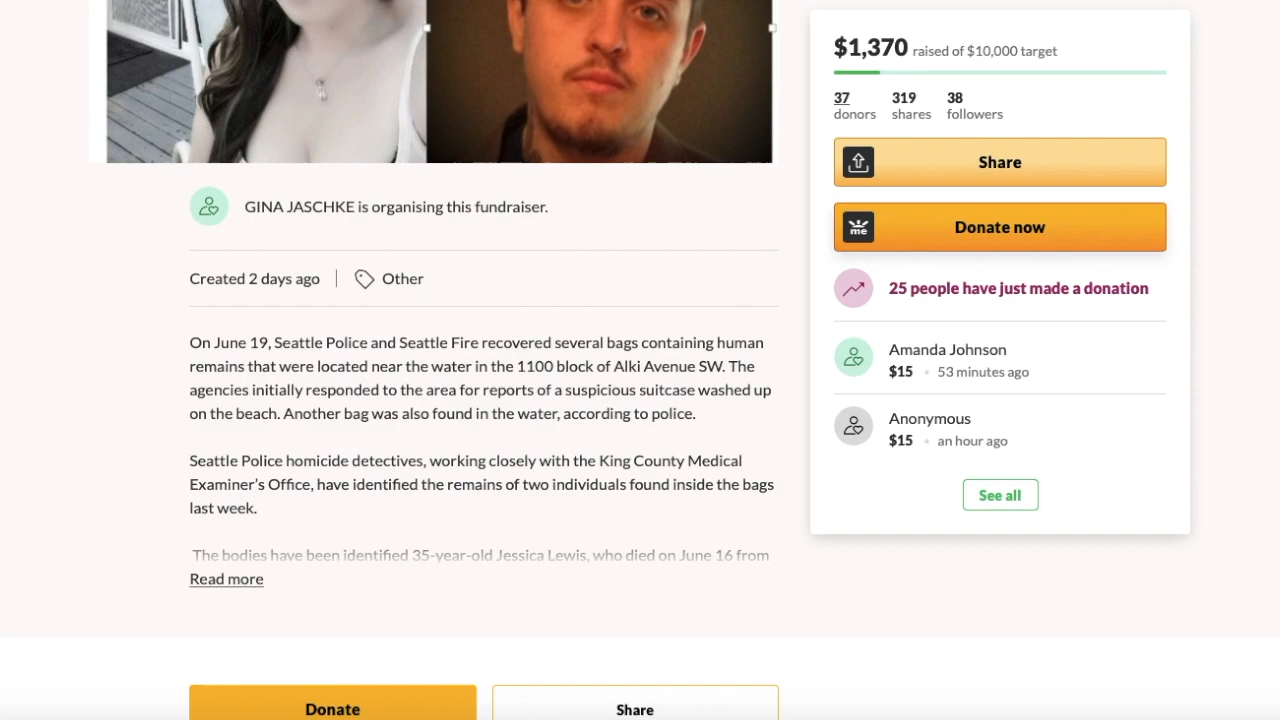 $1,370 raised of $10,000 target
37 donors
319 shares
38 followers
Share
me
Donate now
25 people have just made a donation
Amanda Johnson
$15 • 53 minutes ago
Anonymous
$15 • an hour ago
See all
GINA JASCHKE is organising this fundraiser.
Created 2 days ago | Other
On June 19, Seattle Police and Seattle Fire recovered several bags containing human
remains that were located near the water in the 1100 block of Alki Avenue SW. The
agencies initially responded to the area for reports of a suspicious suitcase washed up
on the beach. Another bag was also found in the water, according to police.
Seattle Police homicide detectives, working closely with the King County Medical
Examiner's Office, have identified the remains of two individuals found inside the bags
last week.
The bodies have been identified 35-year-old Jessica Lewis, who died on June 16 from
Read more
Donate
Share